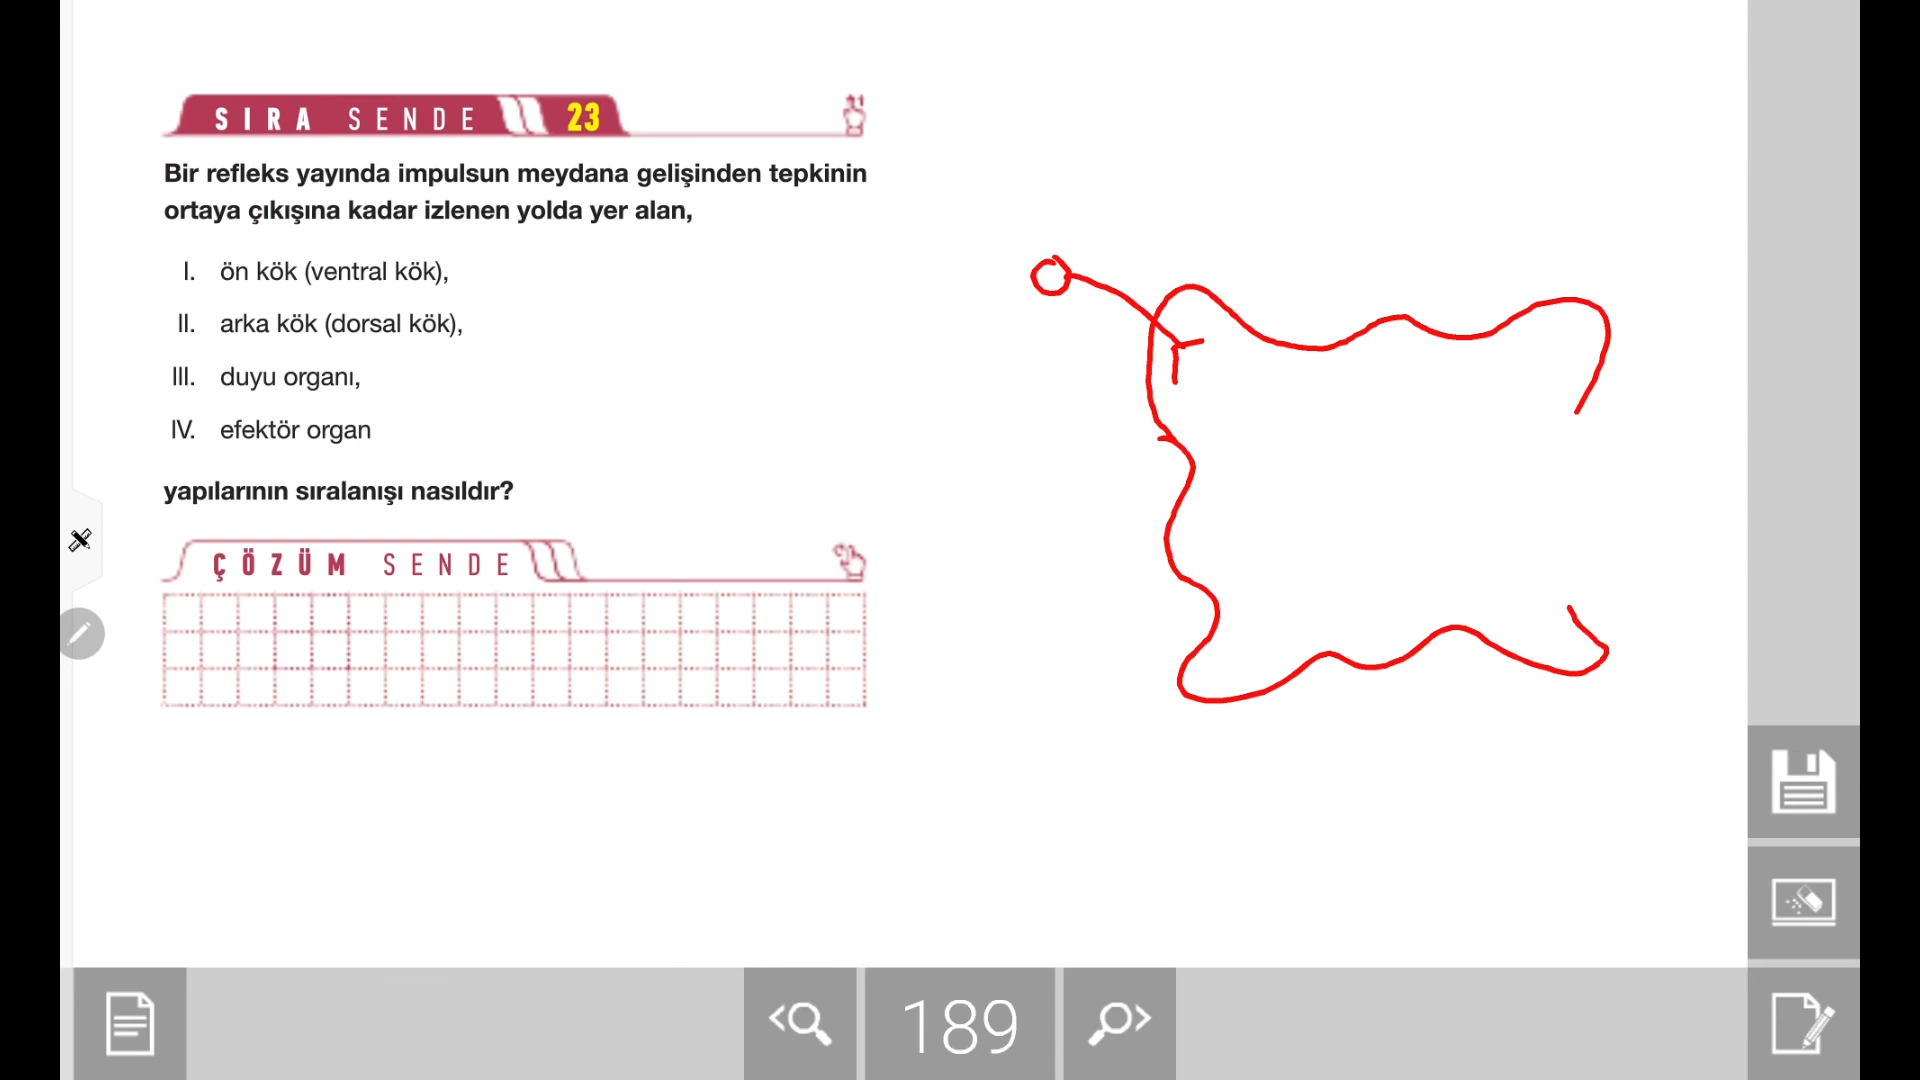 SIRA SENDE 23
Bir refleks yayında impulsun meydana gelişinden tepkinin
ortaya çıkışına kadar izlenen yolda yer alan,
I. ön kök (ventral kök),
II. arka kök (dorsal kök),
III. duyu organı,
IV. efektör organ
yapılarının sıralanışı nasıldır?
ÇÖZÜM SENDE
189